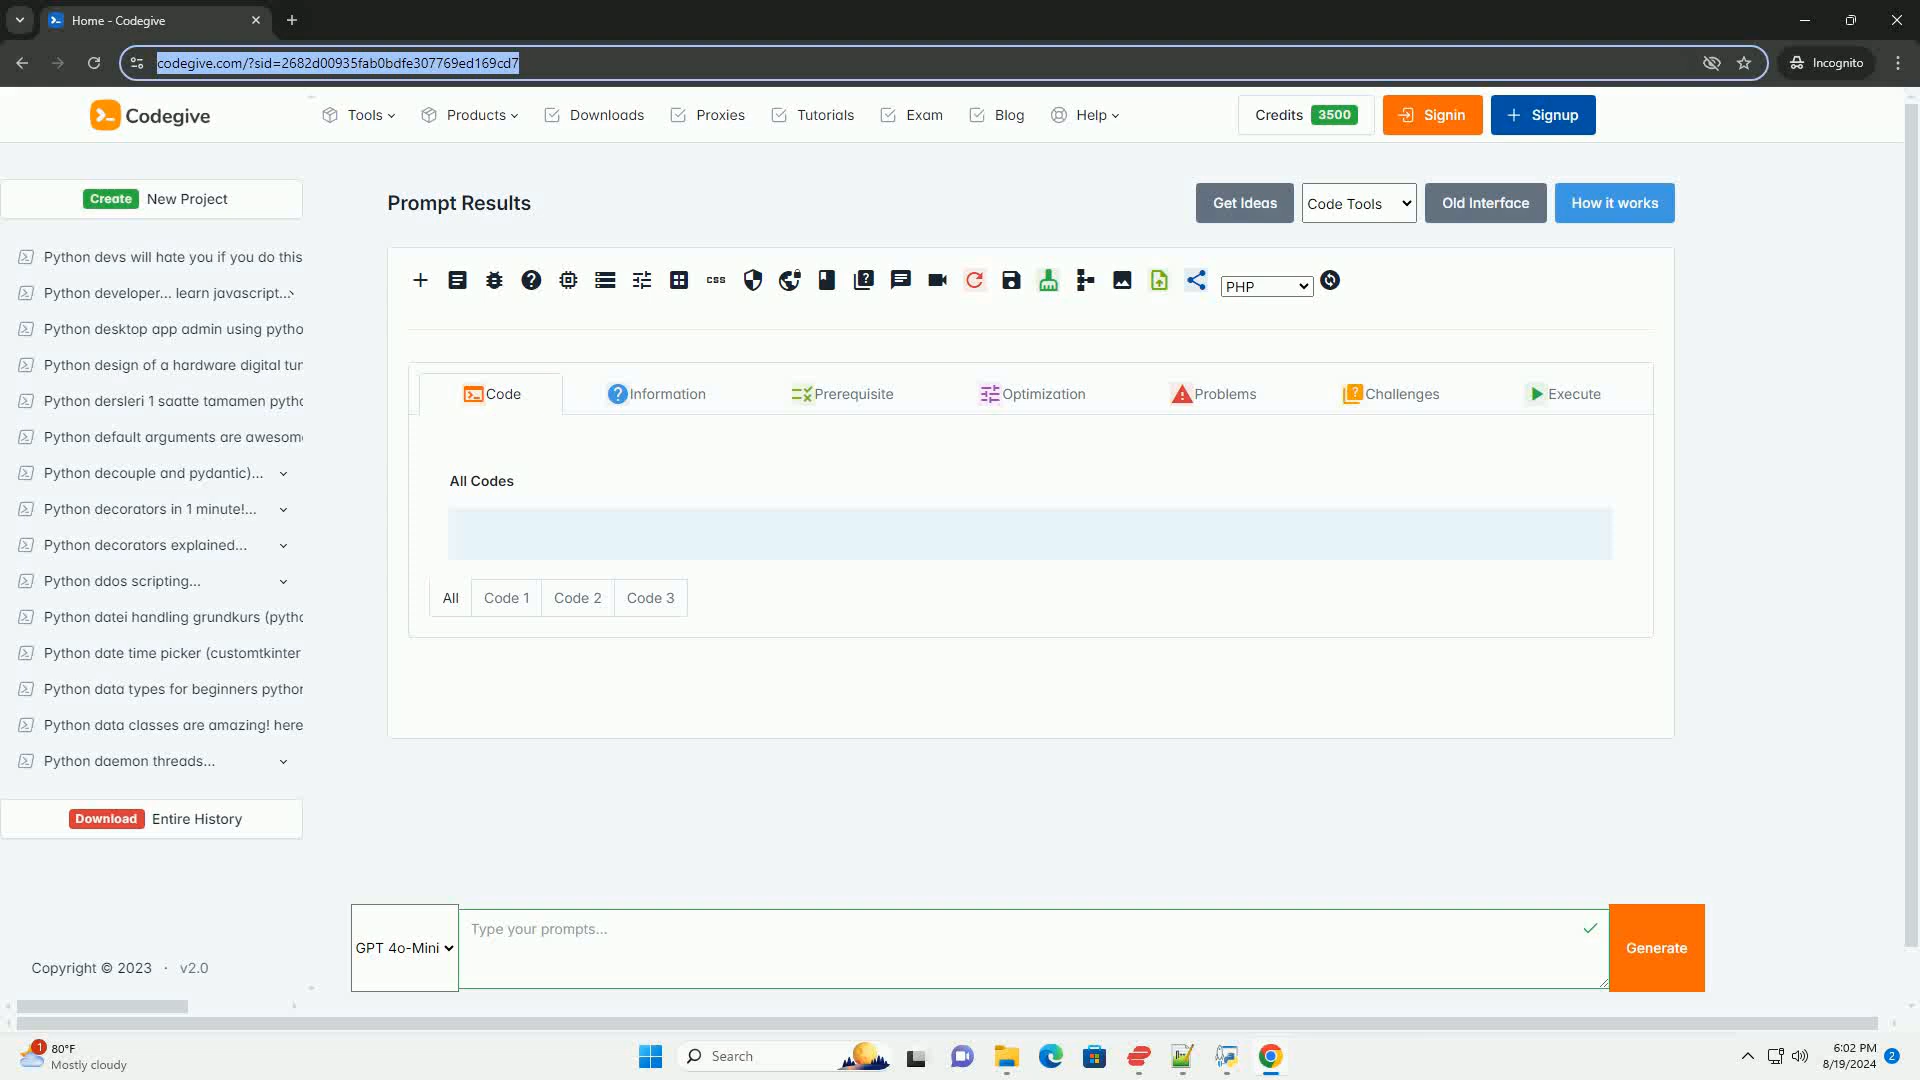 Home - Codegive
codegive.com/?sid=2682d00935fab0bdfe307769ed169cd7
Incognito
Codegive
Tools
Products
Downloads
Proxies
Tutorials
Exam
Blog
Help
Credits 3500
Signin
Signup
Create New Project
Python devs will hate you if you do this
Python developer... learn javascript...
Python desktop app admin using pytho
Python design of a hardware digital tun
Python dersleri 1 saatte tamamen pytho
Python default arguments are awesom
Python decouple and pydantic)...
Python decorators in 1 minute!...
Python decorators explained...
Python ddos scripting...
Python datei handling grundkurs (pytho
Python date time picker (customtkinter
Python data types for beginners python
Python data classes are amazing! here
Python daemon threads...
Download Entire History
Copyright © 2023 · v2.0
Prompt Results
Get Ideas
Code Tools
Old Interface
How it works
css
PHP
Code
Information
Prerequisite
Optimization
Problems
Challenges
Execute
All Codes
All
Code 1
Code 2
Code 3
GPT 4o-Mini
Type your prompts...
Generate
1
80°F
Mostly cloudy
Search
6:02 PM
8/19/2024
2